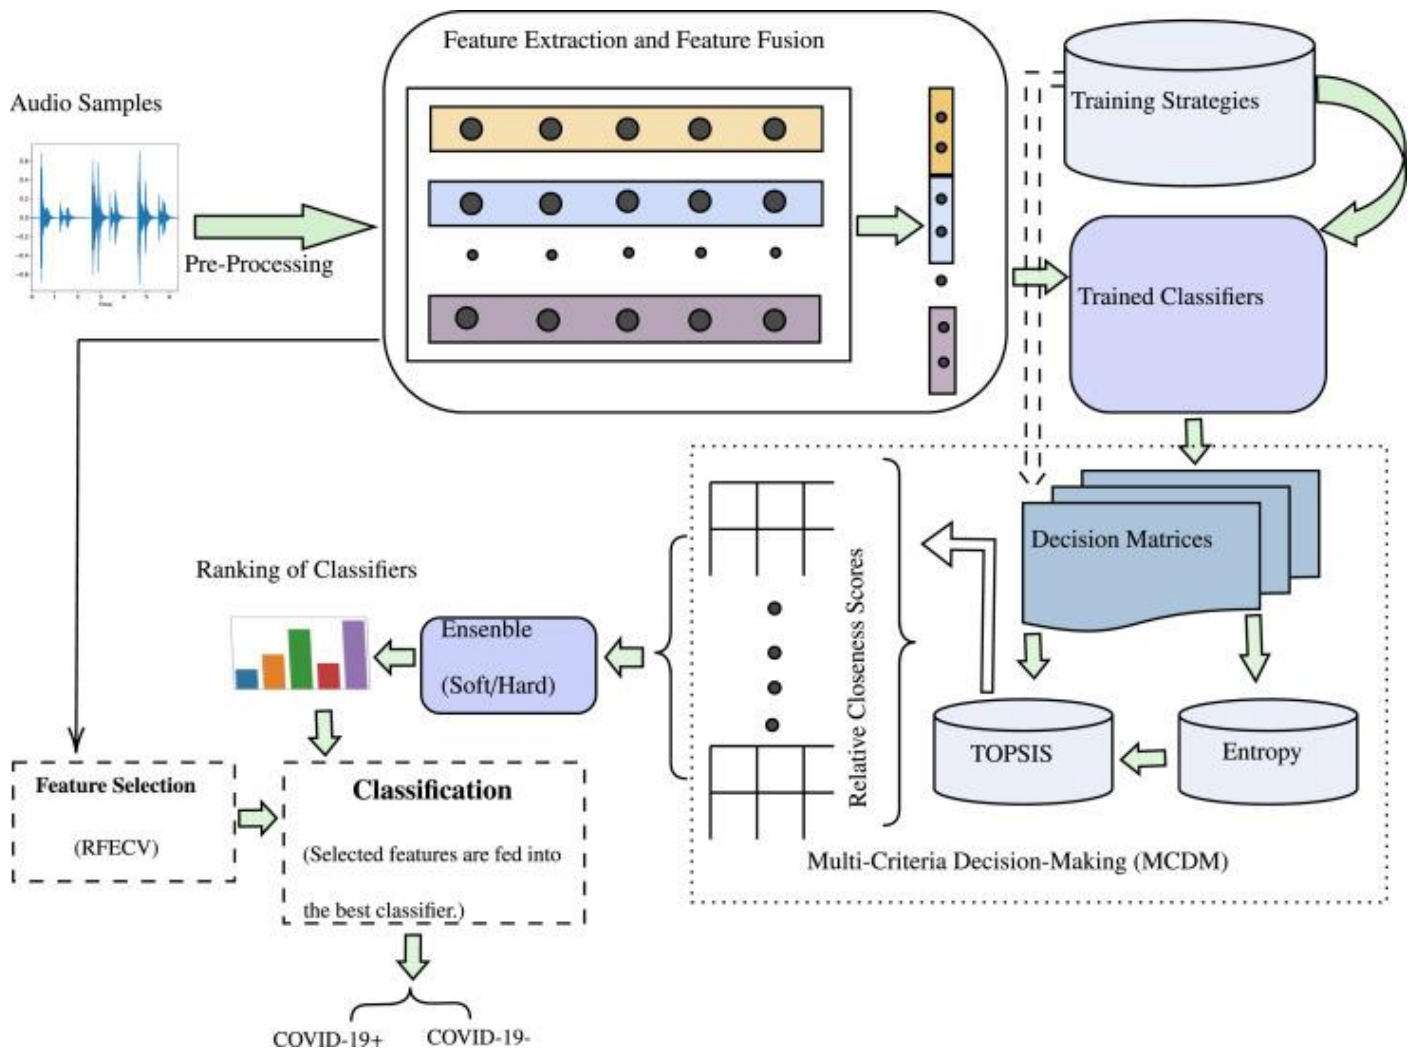 Feature Extraction and Feature Fusion
Audio Samples
Training Strategies
Pre-Processing
Trained Classifiers
Decision Matrices
Relative Closeness Scores
Ranking of Classifiers
Ensenble
(Soft/Hard)
TOPSIS
Entropy
Feature Selection
(RFECV)
Classification
(Selected features are fed into
the best classifier.)
Multi-Criteria Decision-Making (MCDM)
COVID-19+
COVID-19-